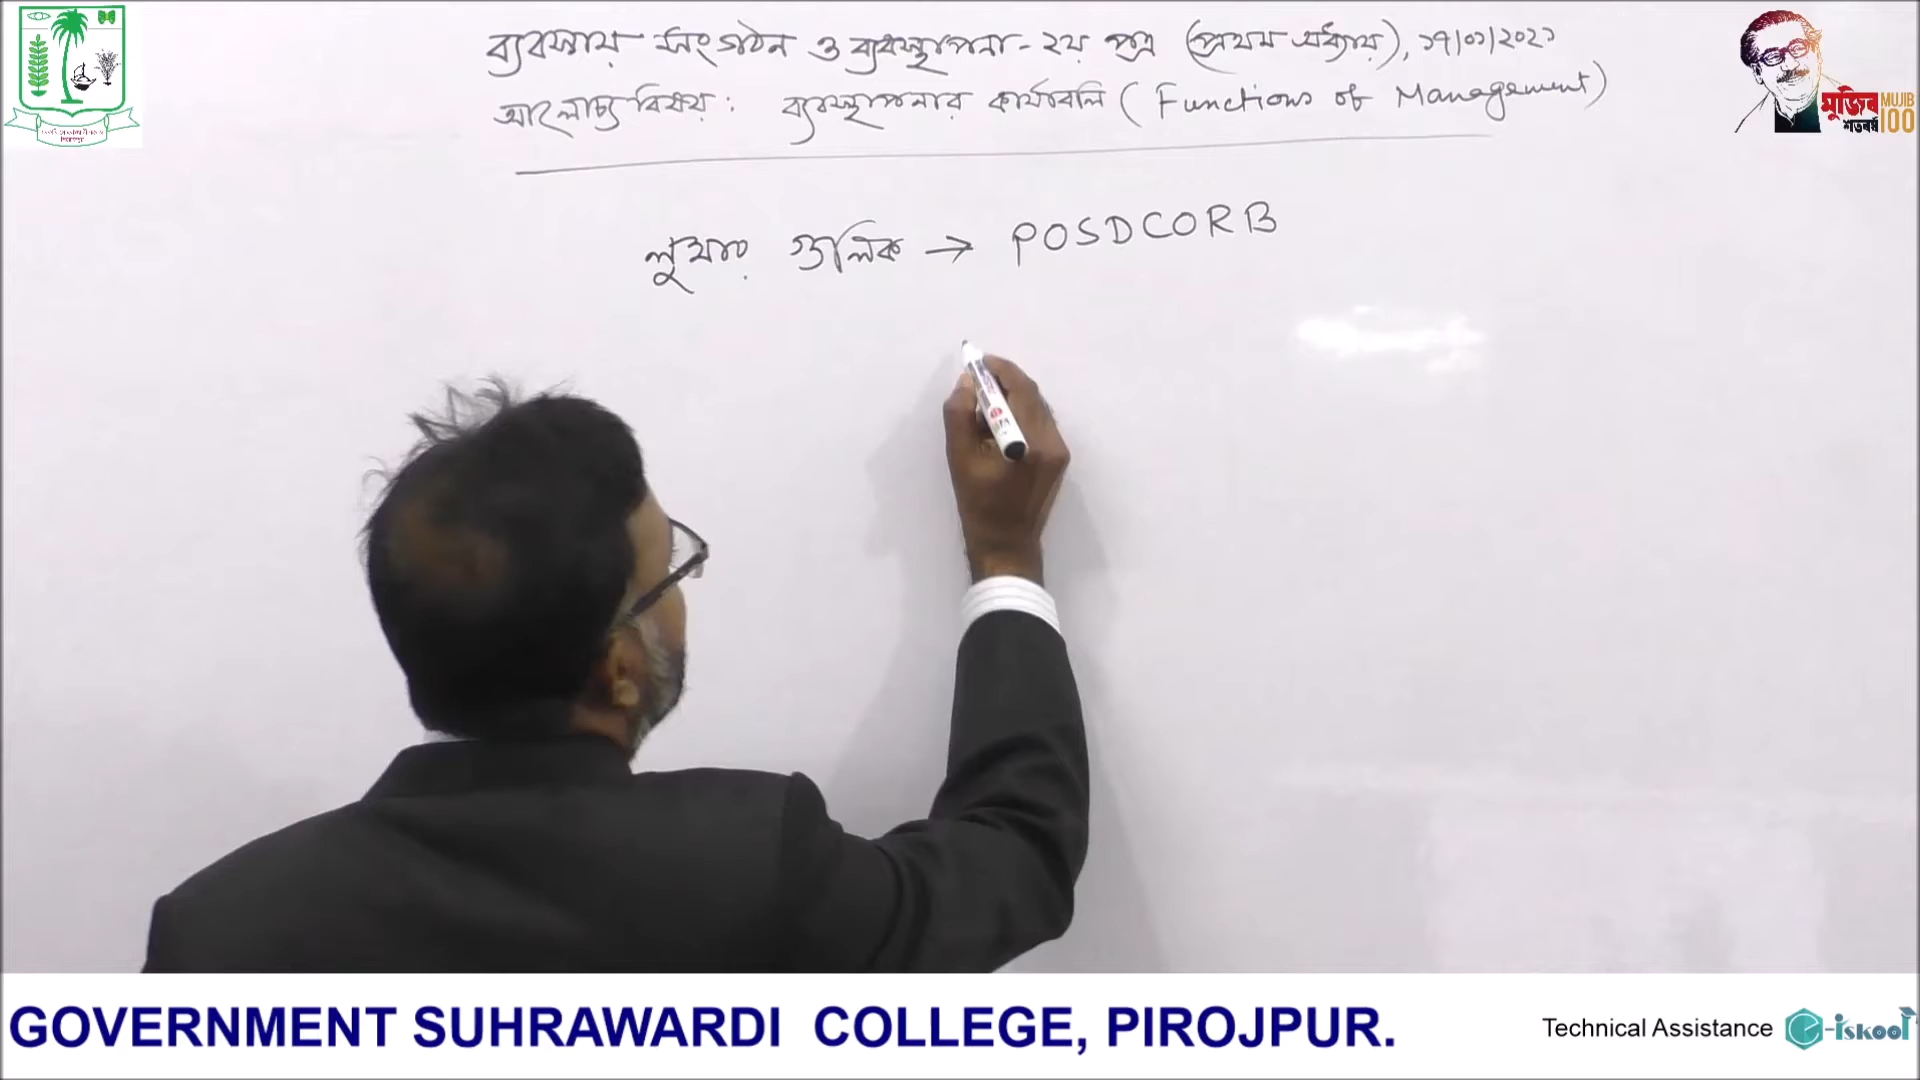 ব্যবসায় সংগঠন ও ব্যবস্থাপনা - ২য় পত্র (প্রথম অধ্যায়), ১৭/০১/২০২১
আলোচ্য বিষয় : ব্যবস্থাপনার কার্যাবলি ( Functions of Management)
মুজিব
শতবর্ষ
MUJIB
100
লুথার গুলিক → POSDCORB
GOVERNMENT SUHRAWARDI COLLEGE, PIROJPUR.
Technical Assistance e-iskool